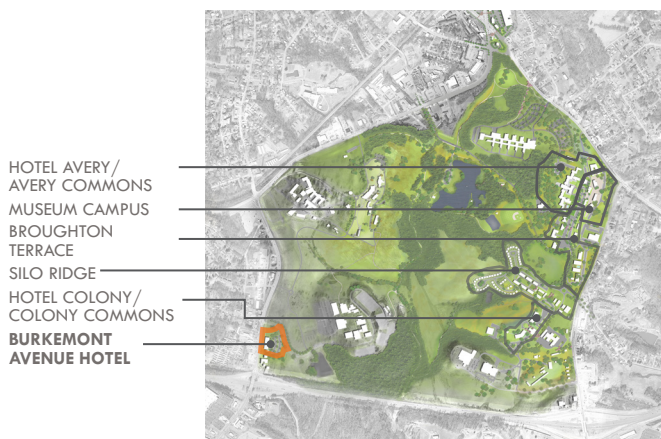 HOTEL AVERY/
AVERY COMMONS
MUSEUM CAMPUS
BROUGHTON
TERRACE
SILO RIDGE
HOTEL COLONY/
COLONY COMMONS
BURKEMONT
AVENUE HOTEL